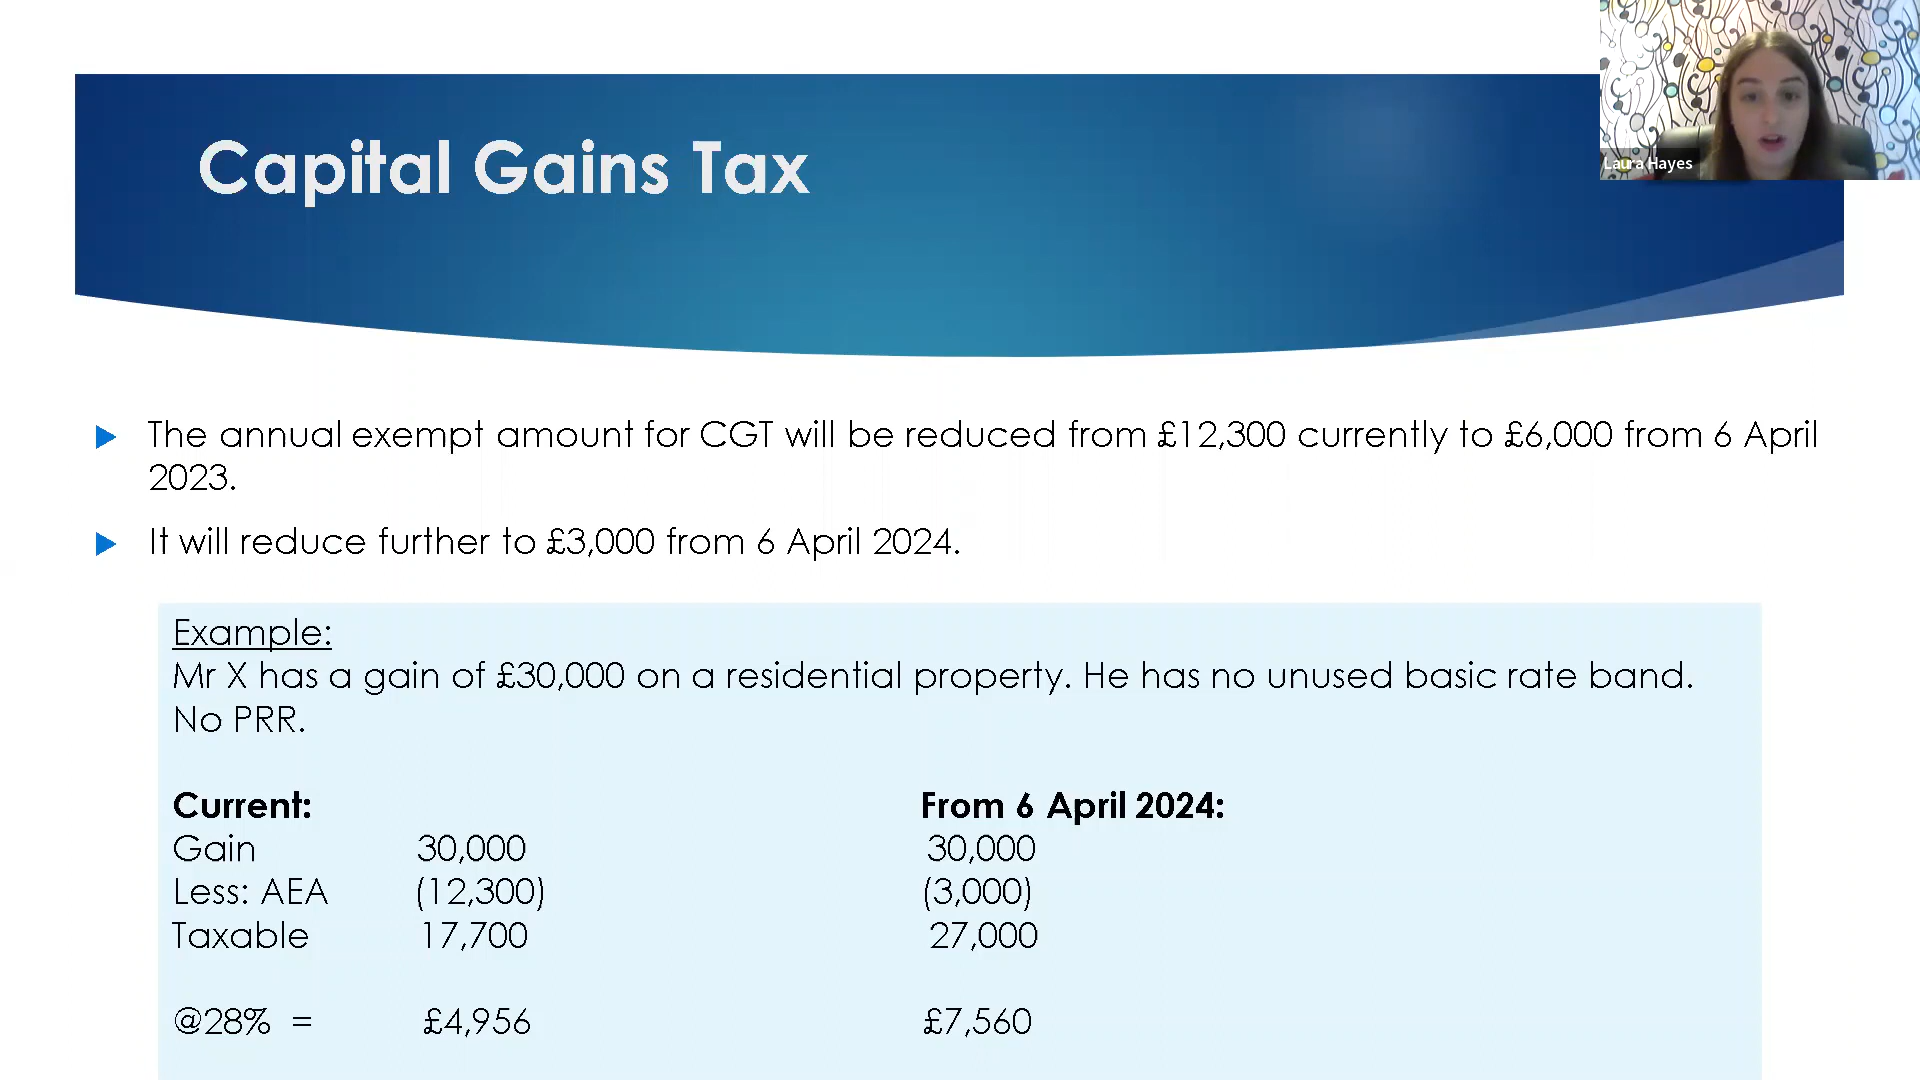 Laura Hayes
Capital Gains Tax
The annual exempt amount for CGT will be reduced from £12,300 currently to £6,000 from 6 April
2023.
It will reduce further to £3,000 from 6 April 2024.
Example:
Mr X has a gain of £30,000 on a residential property. He has no unused basic rate band.
No PRR.
Current: From 6 April 2024:
Gain 30,000 30,000
Less: AEA (12,300) (3,000)
Taxable 17,700 27,000
@28% = £4,956 £7,560